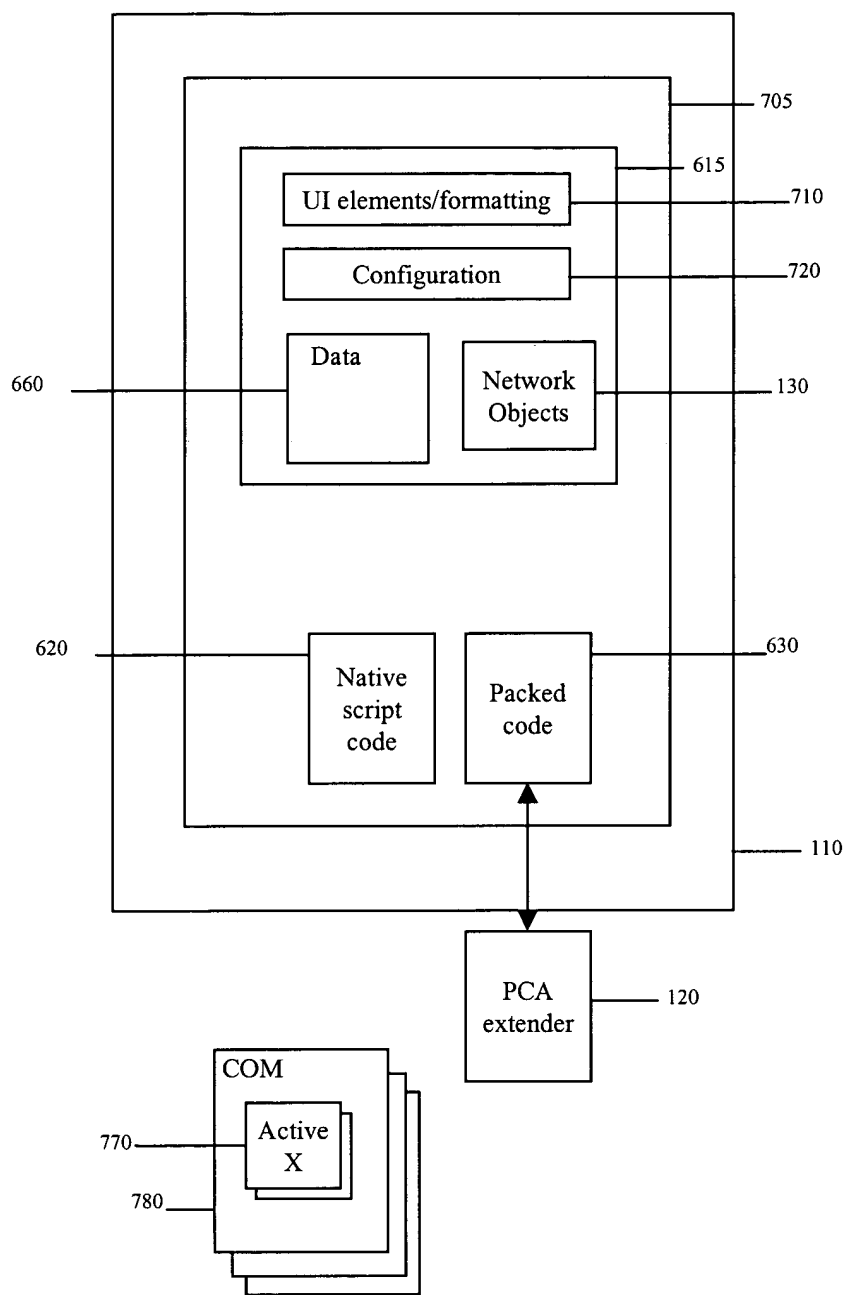 705
615
UI elements/formatting
710
Configuration
720
Data
660
Network
Objects
130
620
630
Native
script
code
Packed
code
110
PCA
extender
120
COM
770
Active
X
780